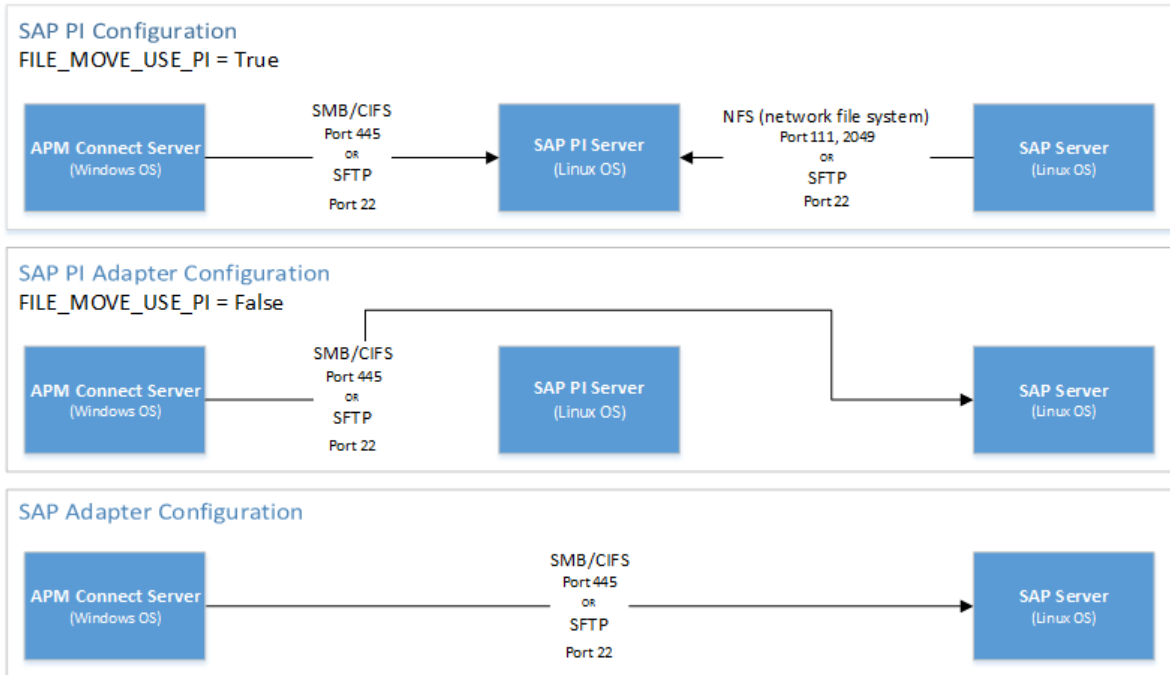 SAP PI Configuration
FILE_MOVE_USE_PI = True
APM Connect Server
(Windows OS)
SMB/CIFS
Port 445
OR
SFTP
Port 22
SAP PI Server
(Linux OS)
NFS (network file system)
Port 111, 2049
OR
SFTP
Port 22
SAP Server
(Linux OS)
SAP PI Adapter Configuration
FILE_MOVE_USE_PI = False
APM Connect Server
(Windows OS)
SMB/CIFS
Port 445
OR
SFTP
Port 22
SAP PI Server
(Linux OS)
SAP Server
(Linux OS)
SAP Adapter Configuration
APM Connect Server
(Windows OS)
SMB/CIFS
Port 445
OR
SFTP
Port 22
SAP Server
(Linux OS)